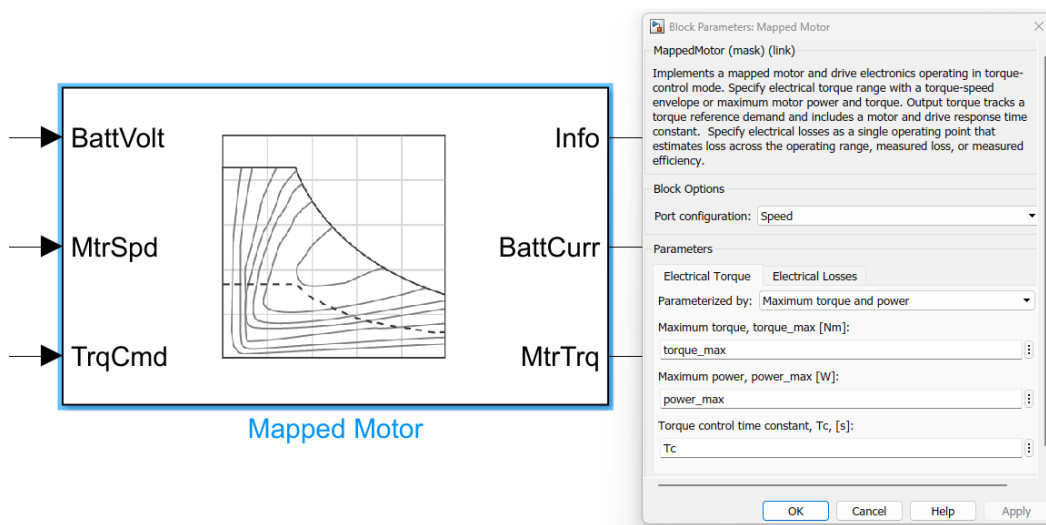 BattVolt
MtrSpd
TrqCmd
Info
BattCurr
MtrTrq
Mapped Motor
Block Parameters: Mapped Motor
MappedMotor (mask) (link)
Implements a mapped motor and drive electronics operating in torque-
control mode. Specify electrical torque range with a torque-speed
envelope or maximum motor power and torque. Output torque tracks a
torque reference demand and includes a motor and drive response time
constant.  Specify electrical losses as a single operating point that
estimates loss across the operating range, measured loss, or measured
efficiency.
Block Options
Port configuration: Speed
Parameters
Electrical Torque Electrical Losses
Parameterized by: Maximum torque and power
Maximum torque, torque_max [Nm]:
torque_max
Maximum power, power_max [W]:
power_max
Torque control time constant, Tc, [s]:
Tc
OK Cancel Help Apply